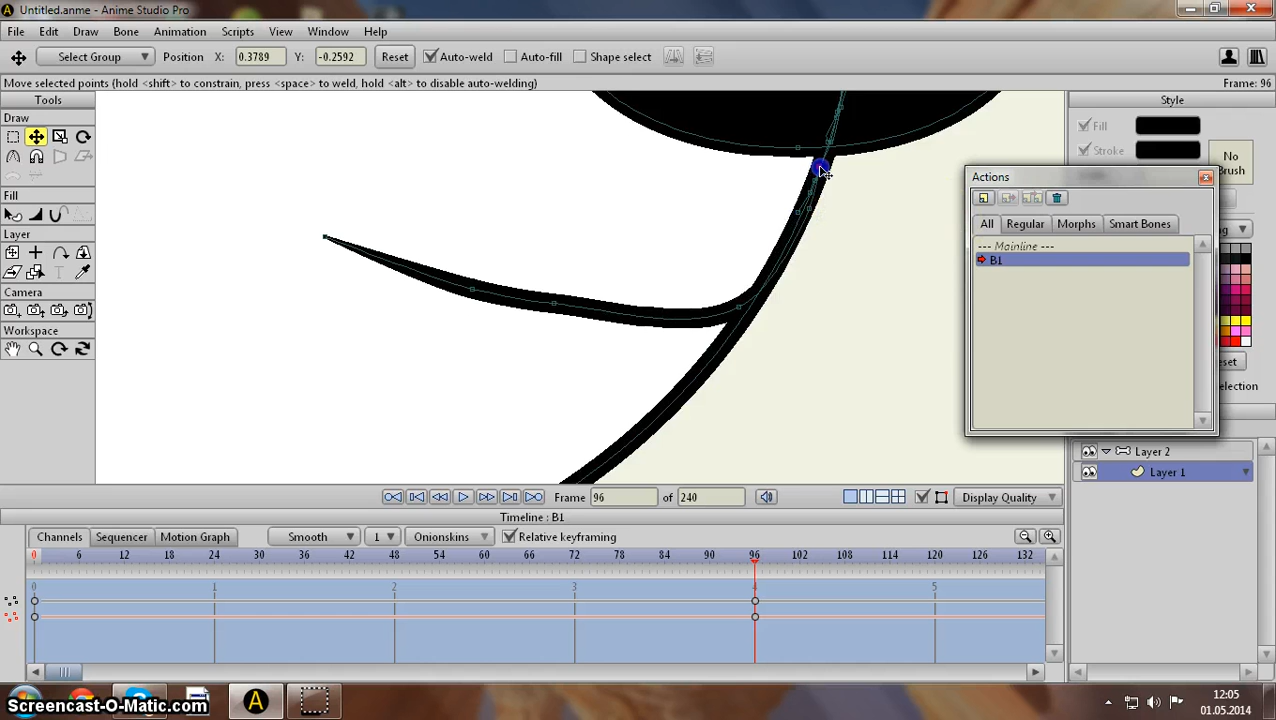 Untitled.anme - Anime Studio Pro
File Edit Draw Bone Animation Scripts View Window Help
Select Group Position X: 0.3789 Y: -0.2592 Reset Auto-weld Auto-fill Shape select
Move selected points (hold <shift> to constrain, press <space> to weld, hold <alt> to disable auto-welding) Frame: 96
Tools
Draw
Fill
Layer
Camera
Workspace
Style
Fill
Stroke
No
Brush
Actions
All Regular Morphs Smart Bones
--- Mainline ---
B1
Layer 2
Layer 1
Frame 96 of 240 Display Quality
Timeline : B1
Channels Sequencer Motion Graph Smooth 1 Onionskins Relative keyframing
0 6 12 18 24 30 36 42 48 54 60 66 72 78 84 90 96 102 108 114 120 126 132
0 1 2 3 4 5
Screencast-O-Matic.com
12:05
01.05.2014